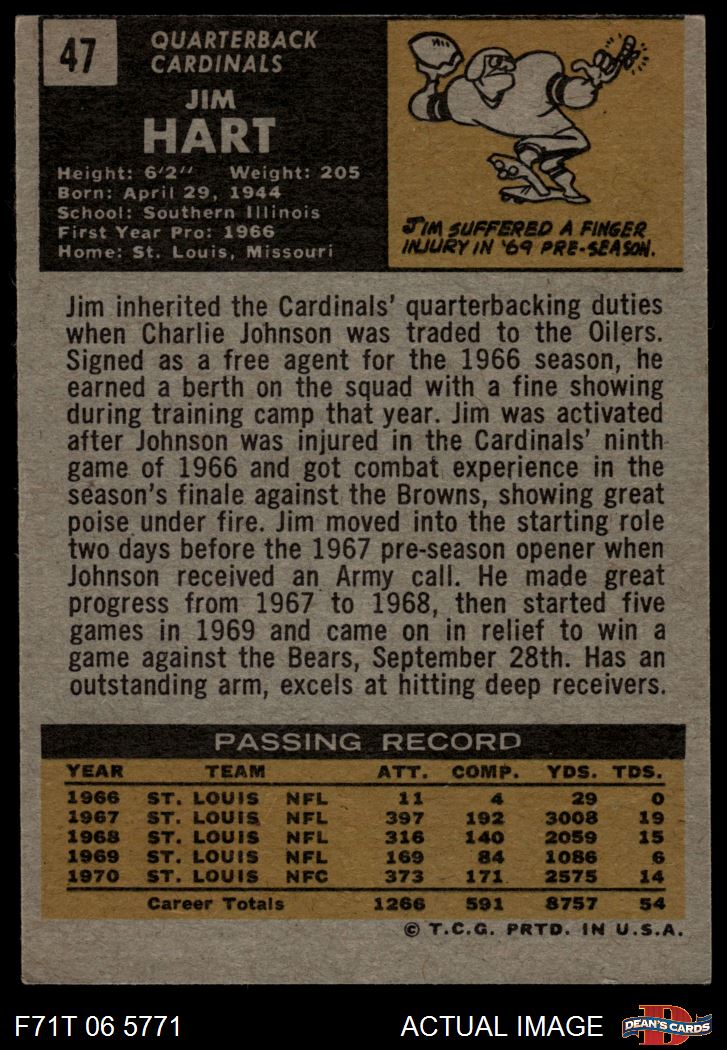 47
QUARTERBACK
CARDINALS
JIM
HART
Height: 6'2" Weight: 205
Born: April 29, 1944
School: Southern Illinois
First Year Pro: 1966
Home: St. Louis, Missouri
JIM SUFFERED A FINGER
INJURY IN '69 PRE-SEASON.
Jim inherited the Cardinals' quarterbacking duties
when Charlie Johnson was traded to the Oilers.
Signed as a free agent for the 1966 season, he
earned a berth on the squad with a fine showing
during training camp that year. Jim was activated
after Johnson was injured in the Cardinals' ninth
game of 1966 and got combat experience in the
season's finale against the Browns, showing great
poise under fire. Jim moved into the starting role
two days before the 1967 pre-season opener when
Johnson received an Army call. He made great
progress from 1967 to 1968, then started five
games in 1969 and came on in relief to win a
game against the Bears, September 28th. Has an
outstanding arm, excels at hitting deep receivers.
PASSING RECORD
YEAR TEAM ATT. COMP. YDS. TDS.
1966 ST. LOUIS NFL 11 4 29 0
1967 ST. LOUIS NFL 397 192 3008 19
1968 ST. LOUIS NFL 316 140 2059 15
1969 ST. LOUIS NFL 169 84 1086 6
1970 ST. LOUIS NFC 373 171 2575 14
Career Totals 1266 591 8757 54
© T.C.G. PRTD. IN U.S.A.
F71T 06 5771 ACTUAL IMAGE
D
DEAN'S CARDS